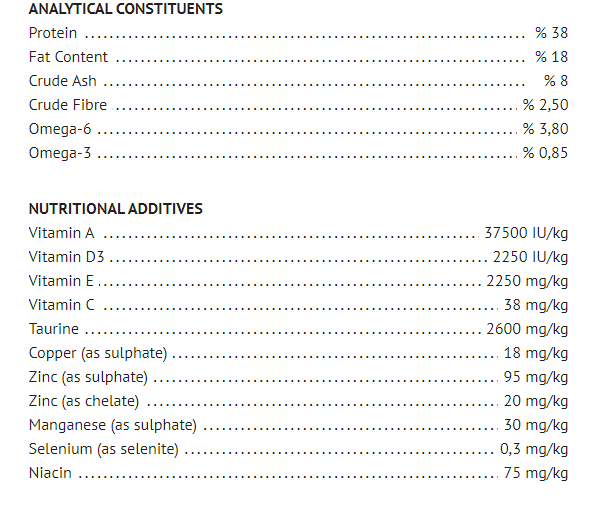 ANALYTICAL CONSTITUENTS
Protein ........................................................................ % 38
Fat Content .................................................................. % 18
Crude Ash .................................................................... % 8
Crude Fibre .................................................................. % 2,50
Omega-6 ..................................................................... % 3,80
Omega-3 ..................................................................... % 0,85
NUTRITIONAL ADDITIVES
Vitamin A .............................................................. 37500 IU/kg
Vitamin D3 ............................................................. 2250 IU/kg
Vitamin E ............................................................... 2250 mg/kg
Vitamin C ................................................................. 38 mg/kg
Taurine ................................................................. 2600 mg/kg
Copper (as sulphate) ..................................................... 18 mg/kg
Zinc (as sulphate) ........................................................ 95 mg/kg
Zinc (as chelate) ......................................................... 20 mg/kg
Manganese (as sulphate) ................................................. 30 mg/kg
Selenium (as selenite) ................................................... 0,3 mg/kg
Niacin ..................................................................... 75 mg/kg